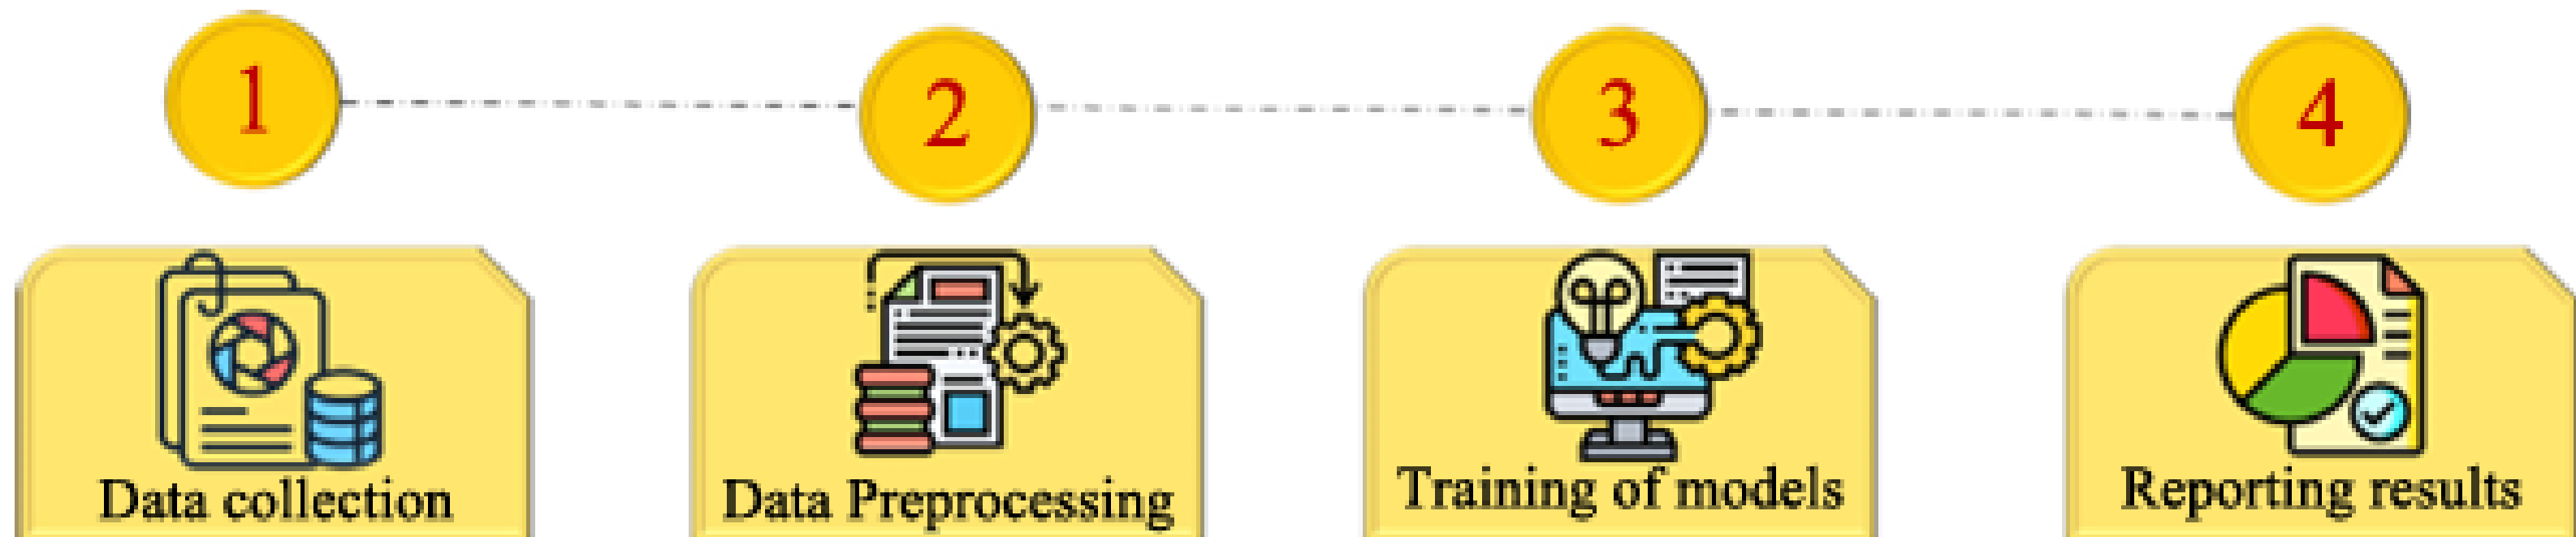 1
2
3
4
Data collection
Data Preprocessing
Training of models
Reporting results